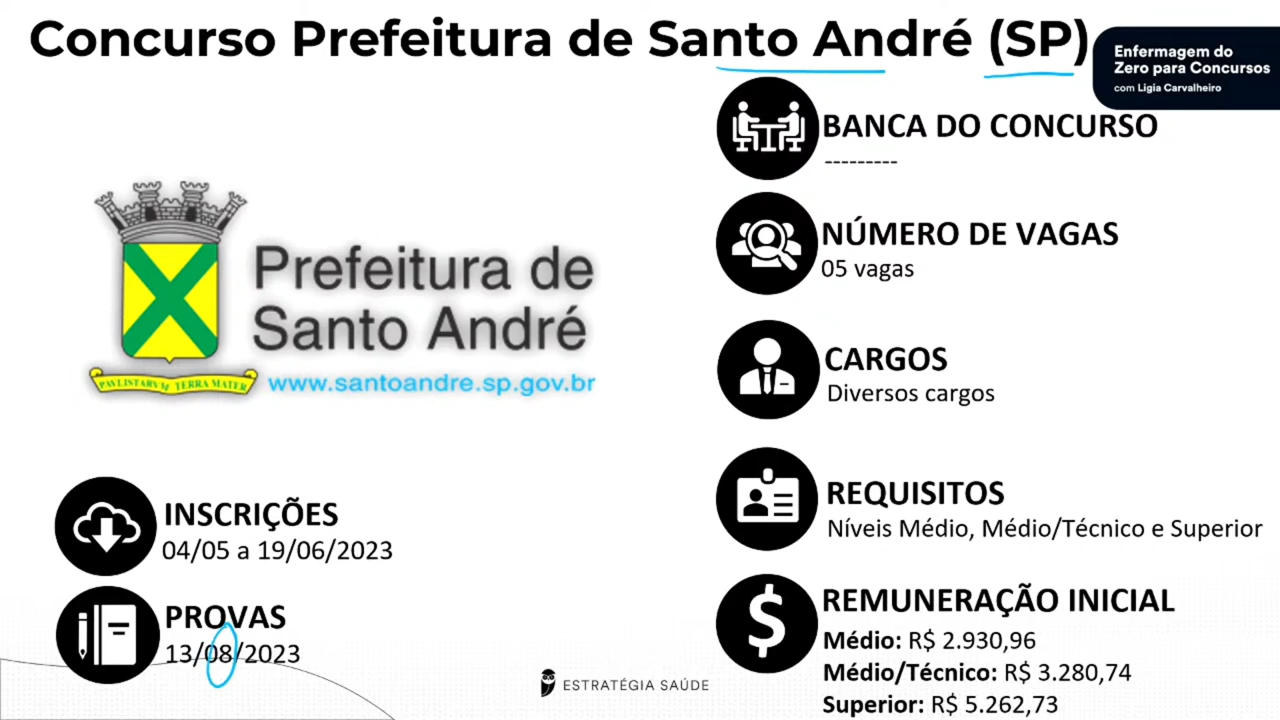 Concurso Prefeitura de Santo André (SP)
Enfermagem do
Zero para Concursos
com Ligia Carvalheiro
BANCA DO CONCURSO
---------
NÚMERO DE VAGAS
05 vagas
CARGOS
Diversos cargos
REQUISITOS
Níveis Médio, Médio/Técnico e Superior
REMUNERAÇÃO INICIAL
Médio: R$ 2.930,96
Médio/Técnico: R$ 3.280,74
Superior: R$ 5.262,73
Prefeitura de
Santo André
PAVLISTARVM TERRA MATER
www.santoandre.sp.gov.br
INSCRIÇÕES
04/05 a 19/06/2023
PROVAS
13/08/2023
ESTRATÉGIA SAÚDE